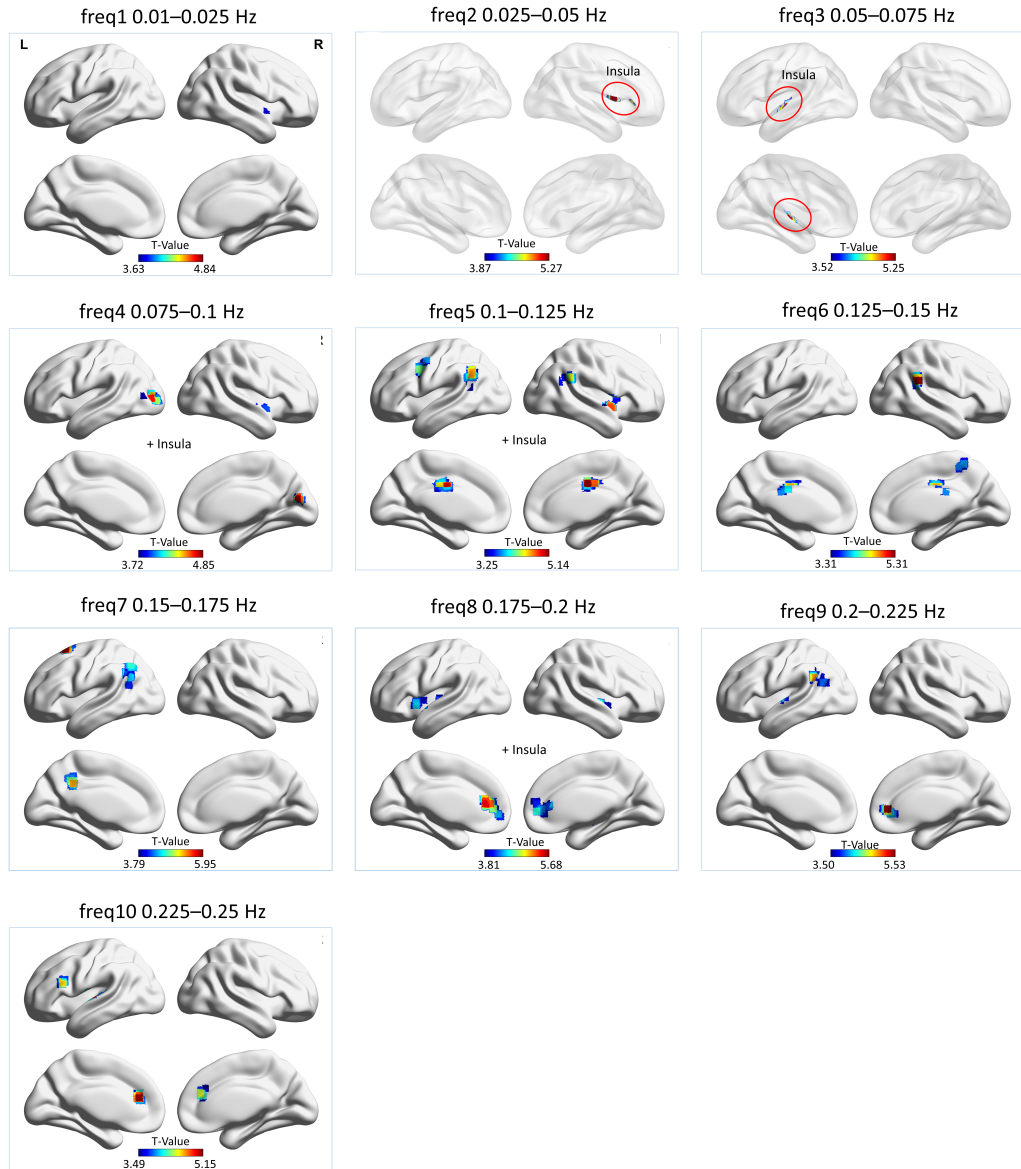 freq1 0.01–0.025 Hz
L
R
T-Value
3.63
4.84
freq2 0.025–0.05 Hz
Insula
T-Value
3.87
5.27
freq3 0.05–0.075 Hz
Insula
T-Value
3.52
5.25
freq4 0.075–0.1 Hz
+ Insula
T-Value
3.72
4.85
freq5 0.1–0.125 Hz
+ Insula
T-Value
3.25
5.14
freq6 0.125–0.15 Hz
T-Value
3.31
5.31
freq7 0.15–0.175 Hz
T-Value
3.79
5.95
freq8 0.175–0.2 Hz
+ Insula
T-Value
3.81
5.68
freq9 0.2–0.225 Hz
T-Value
3.50
5.53
freq10 0.225–0.25 Hz
T-Value
3.49
5.15